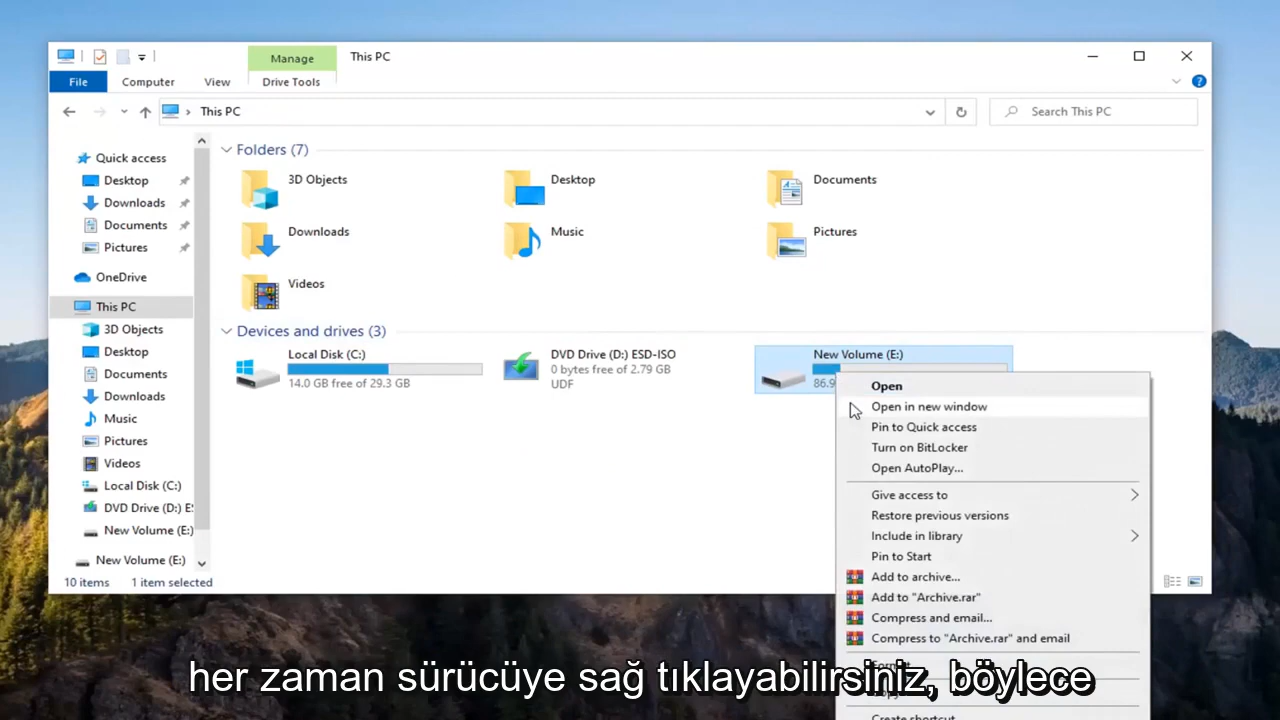 Manage
This PC
File
Computer
View
Drive Tools
This PC
Search This PC
Quick access
Desktop
Downloads
Documents
Pictures
OneDrive
This PC
3D Objects
Desktop
Documents
Downloads
Music
Pictures
Videos
Local Disk (C:)
DVD Drive (D:) E
New Volume (E:)
New Volume (E:)
Folders (7)
3D Objects
Desktop
Documents
Downloads
Music
Pictures
Videos
Devices and drives (3)
Local Disk (C:)
14.0 GB free of 29.3 GB
DVD Drive (D:) ESD-ISO
0 bytes free of 2.79 GB
UDF
New Volume (E:)
86.9
Open
Open in new window
Pin to Quick access
Turn on BitLocker
Open AutoPlay...
Give access to
Restore previous versions
Include in library
Pin to Start
Add to archive...
Add to "Archive.rar"
Compress and email...
Compress to "Archive.rar" and email
Create shortcut
10 items
1 item selected
her zaman sürücüye sağ tıklayabilirsiniz, böylece